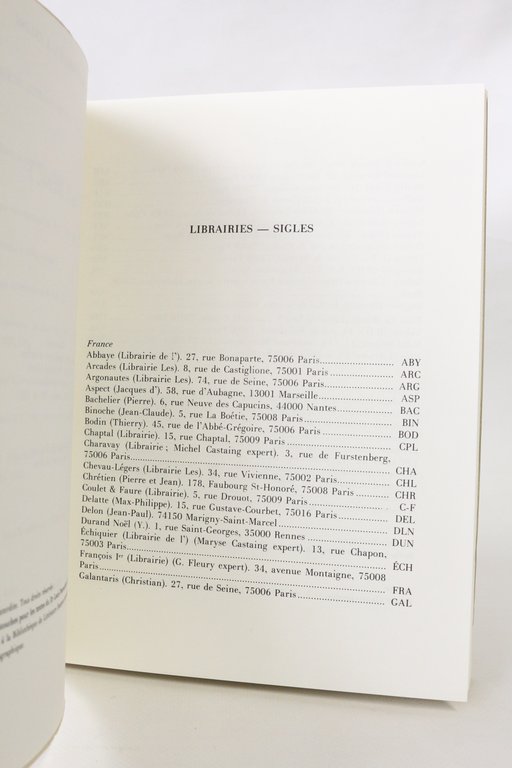 LIBRAIRIES — SIGLES
France
Abbaye (Librairie de l'). 27, rue Bonaparte, 75006 Paris........................ ABY
Arcades (Librairie Les). 8, rue de Castiglione, 75001 Paris........................ ARC
Argonautes (Librairie Les). 74, rue de Seine, 75006 Paris........................ ARG
Aspect (Jacques d'). 58, rue d'Aubagne, 13001 Marseille........................ ASP
Bachelier (Pierre). 6, rue Neuve des Capucins, 44000 Nantes........................ BAC
Binoche (Jean-Claude). 5, rue La Boétie, 75008 Paris........................ BIN
Bodin (Thierry). 45, rue de l'Abbé-Grégoire, 75006 Paris........................ BOD
Chaptal (Librairie). 15, rue Chaptal, 75009 Paris........................ CPL
Charavay (Librairie ; Michel Castaing expert). 3, rue de Furstenberg,
75006 Paris........................ CHA
Chevau-Légers (Librairie Les). 34, rue Vivienne, 75002 Paris........................ CHL
Chrétien (Pierre et Jean). 178, Faubourg St-Honoré, 75008 Paris........................ CHR
Coulet & Faure (Librairie). 5, rue Drouot, 75009 Paris........................ C-F
Delatte (Max-Philippe). 15, rue Gustave-Courbet, 75016 Paris........................ DEL
Delon (Jean-Paul). 74150 Marigny-Saint-Marcel........................ DLN
Durand Noël (Y.). 1, rue Saint-Georges, 35000 Rennes........................ DUN
Échiquier (Librairie de l') (Maryse Castaing expert). 13, rue Chapon,
75003 Paris........................ ÉCH
François Ier (Librairie) (G. Fleury expert). 34, avenue Montaigne, 75008
Paris........................ FRA
Galantaris (Christian). 27, rue de Seine, 75006 Paris........................ GAL
Tous droits réservés
à la Bibliothèque de